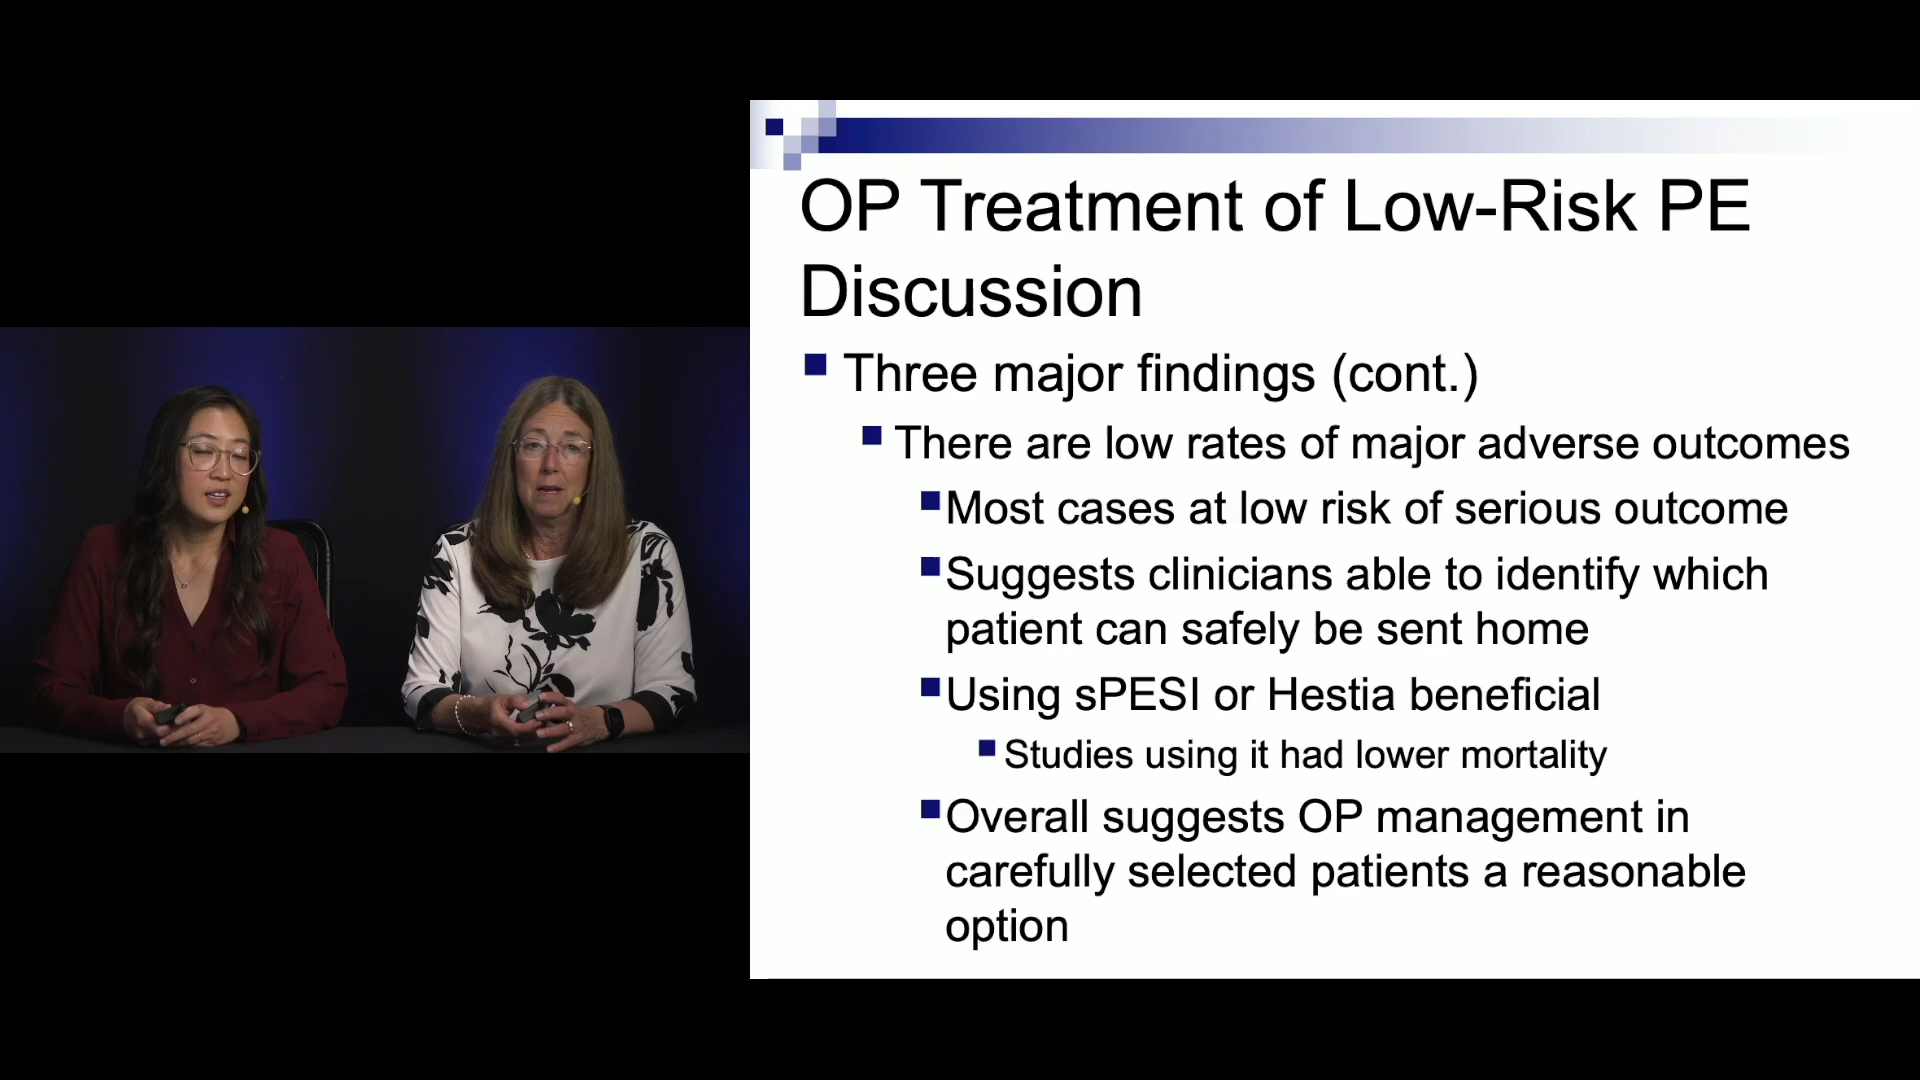 OP Treatment of Low-Risk PE
Discussion
Three major findings (cont.)
There are low rates of major adverse outcomes
Most cases at low risk of serious outcome
Suggests clinicians able to identify which
patient can safely be sent home
Using sPESI or Hestia beneficial
Studies using it had lower mortality
Overall suggests OP management in
carefully selected patients a reasonable
option